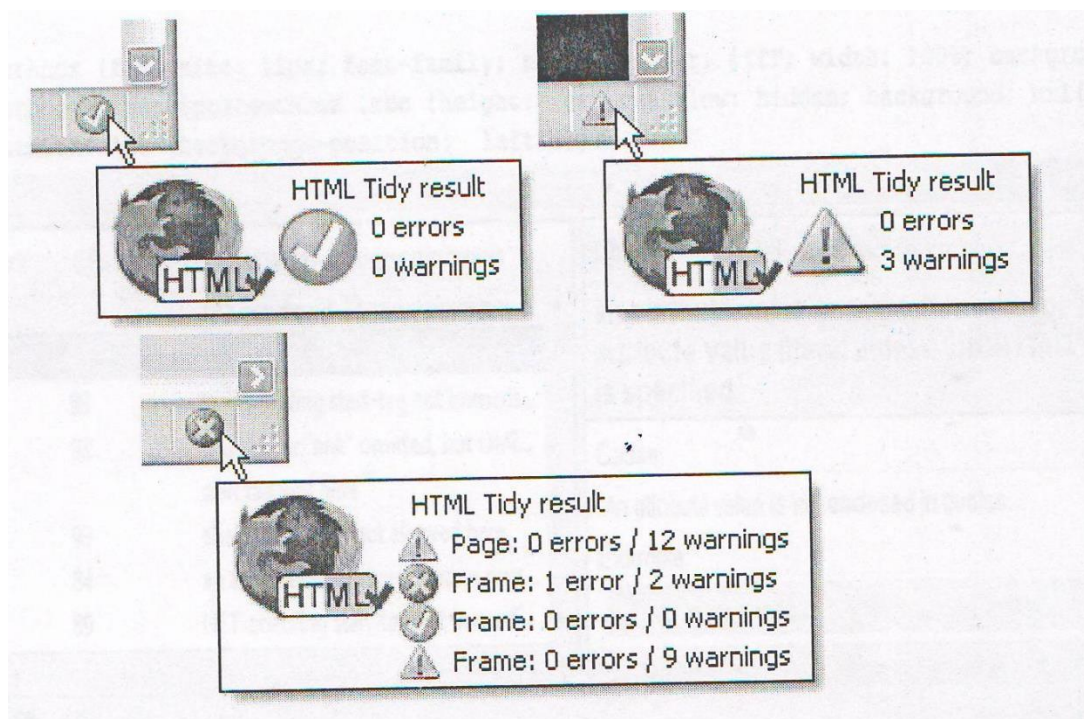 HTML Tidy result
0 errors
0 warnings
HTML
HTML Tidy result
0 errors
3 warnings
HTML
HTML Tidy result
Page: 0 errors / 12 warnings
Frame: 1 error / 2 warnings
Frame: 0 errors / 0 warnings
Frame: 0 errors / 9 warnings
HTML